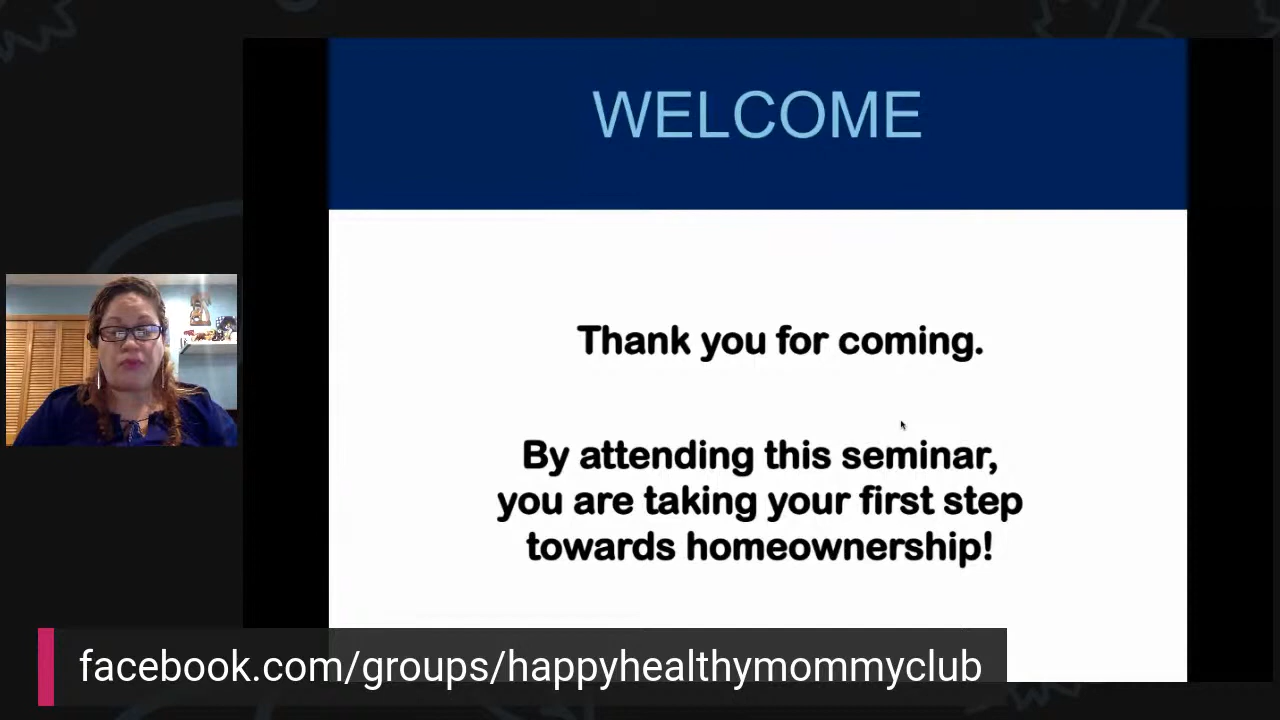 WELCOME
Thank you for coming.
By attending this seminar,
you are taking your first step
towards homeownership!
facebook.com/groups/happyhealthymommyclub